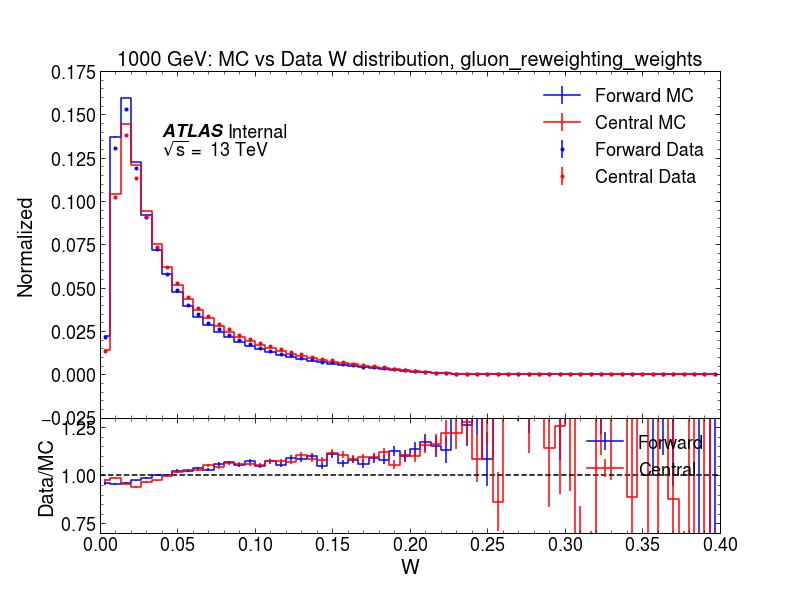 1000 GeV: MC vs Data W distribution, gluon_reweighting_weights
0.175
0.150
0.125
0.100
0.075
0.050
0.025
0.000
−0.025
Normalized
ATLAS Internal
√s = 13 TeV
Forward MC
Central MC
Forward Data
Central Data
1.25
1.00
0.75
Data/MC
Forward
Central
0.00 0.05 0.10 0.15 0.20 0.25 0.30 0.35 0.40
W